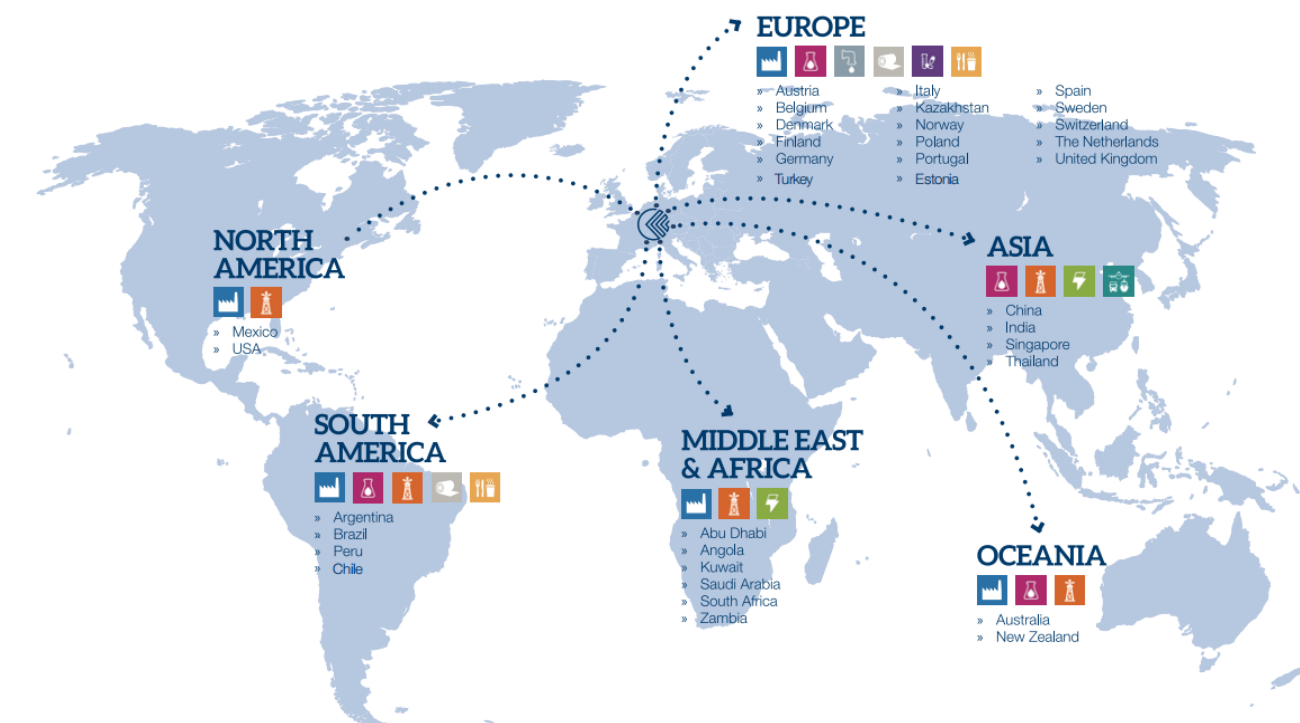 EUROPE
» Austria
» Belgium
» Denmark
» Finland
» Germany
» Turkey
» Italy
» Kazakhstan
» Norway
» Poland
» Portugal
» Estonia
» Spain
» Sweden
» Switzerland
» The Netherlands
» United Kingdom
NORTH
AMERICA
» Mexico
» USA
ASIA
» China
» India
» Singapore
» Thailand
SOUTH
AMERICA
» Argentina
» Brazil
» Peru
» Chile
MIDDLE EAST
& AFRICA
» Abu Dhabi
» Angola
» Kuwait
» Saudi Arabia
» South Africa
» Zambia
OCEANIA
» Australia
» New Zealand